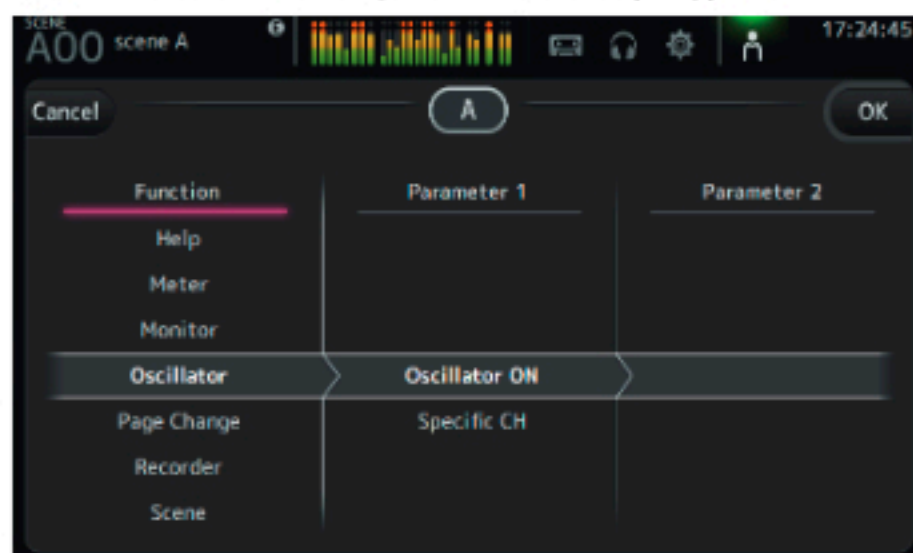 SCENE
A00 scene A
17:24:45
Cancel
A
OK
Function
Parameter 1
Parameter 2
Help
Meter
Monitor
Oscillator
Oscillator ON
Page Change
Specific CH
Recorder
Scene